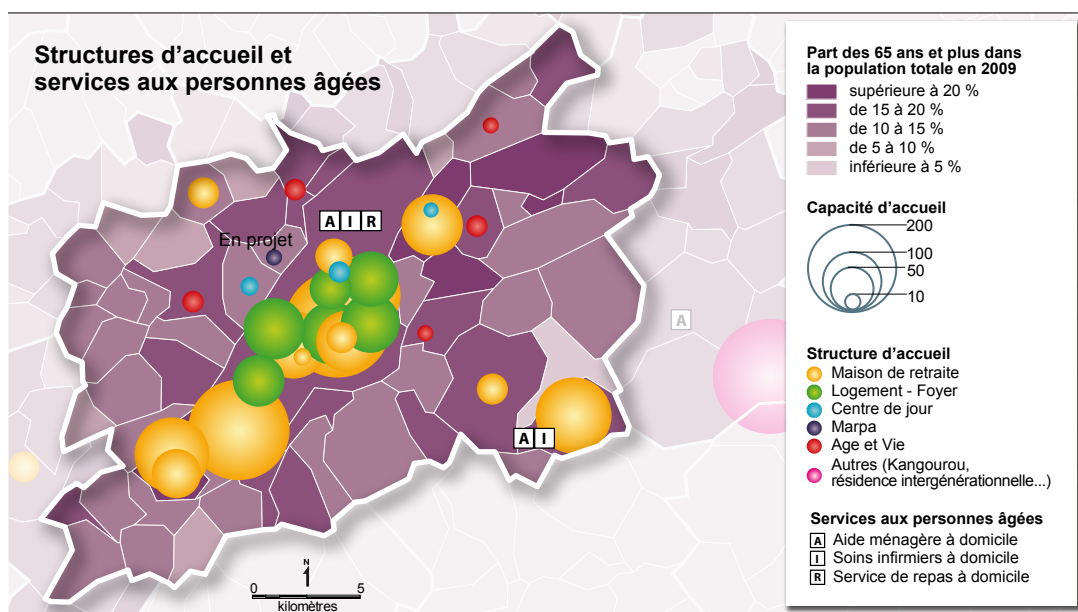 Structures d'accueil et
services aux personnes âgées
A I R
En projet
A
A I
N
0 5
kilomètres
Part des 65 ans et plus dans
la population totale en 2009
supérieure à 20 %
de 15 à 20 %
de 10 à 15 %
de 5 à 10 %
inférieure à 5 %
Capacité d'accueil
200
100
50
10
Structure d'accueil
Maison de retraite
Logement - Foyer
Centre de jour
Marpa
Age et Vie
Autres (Kangourou,
résidence intergénérationnelle...)
Services aux personnes âgées
A Aide ménagère à domicile
I Soins infirmiers à domicile
R Service de repas à domicile